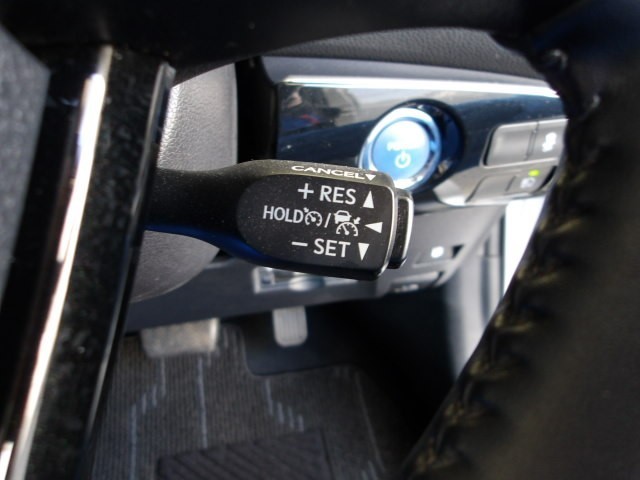 CANCEL▼
+ RES ▲
HOLD / ◀
− SET ▼